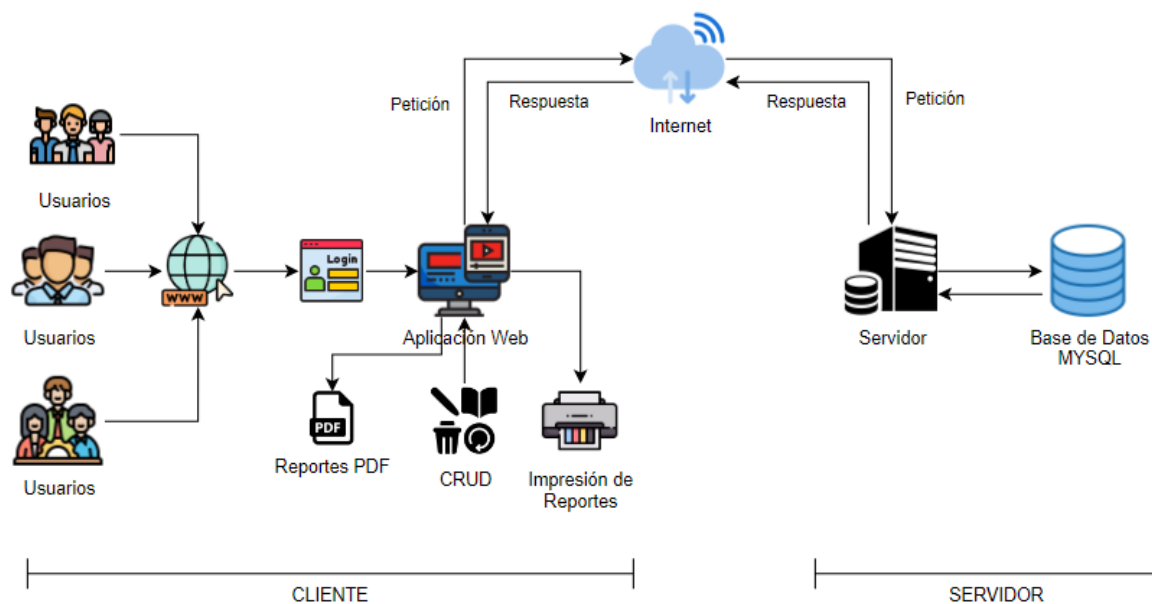 Internet
Petición
Respuesta
Respuesta
Petición
Usuarios
Usuarios
Usuarios
WWW
Login
Aplicación Web
PDF
Reportes PDF
CRUD
Impresión de
Reportes
Servidor
Base de Datos
MYSQL
CLIENTE
SERVIDOR